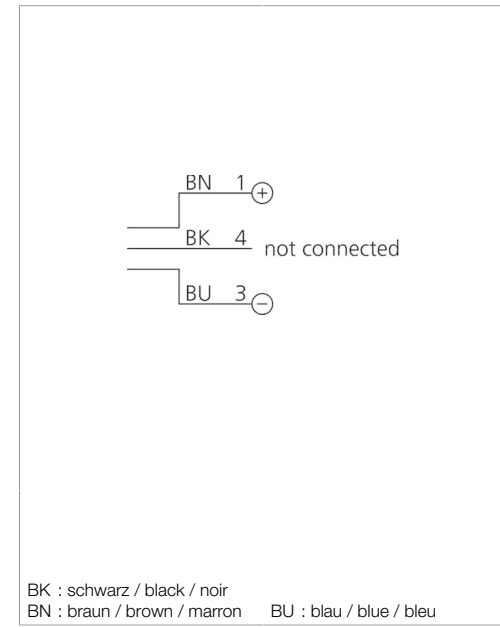 BN 1 +
BK 4 not connected
BU 3 −
BK : schwarz / black / noir
BN : braun / brown / marron BU : blau / blue / bleu